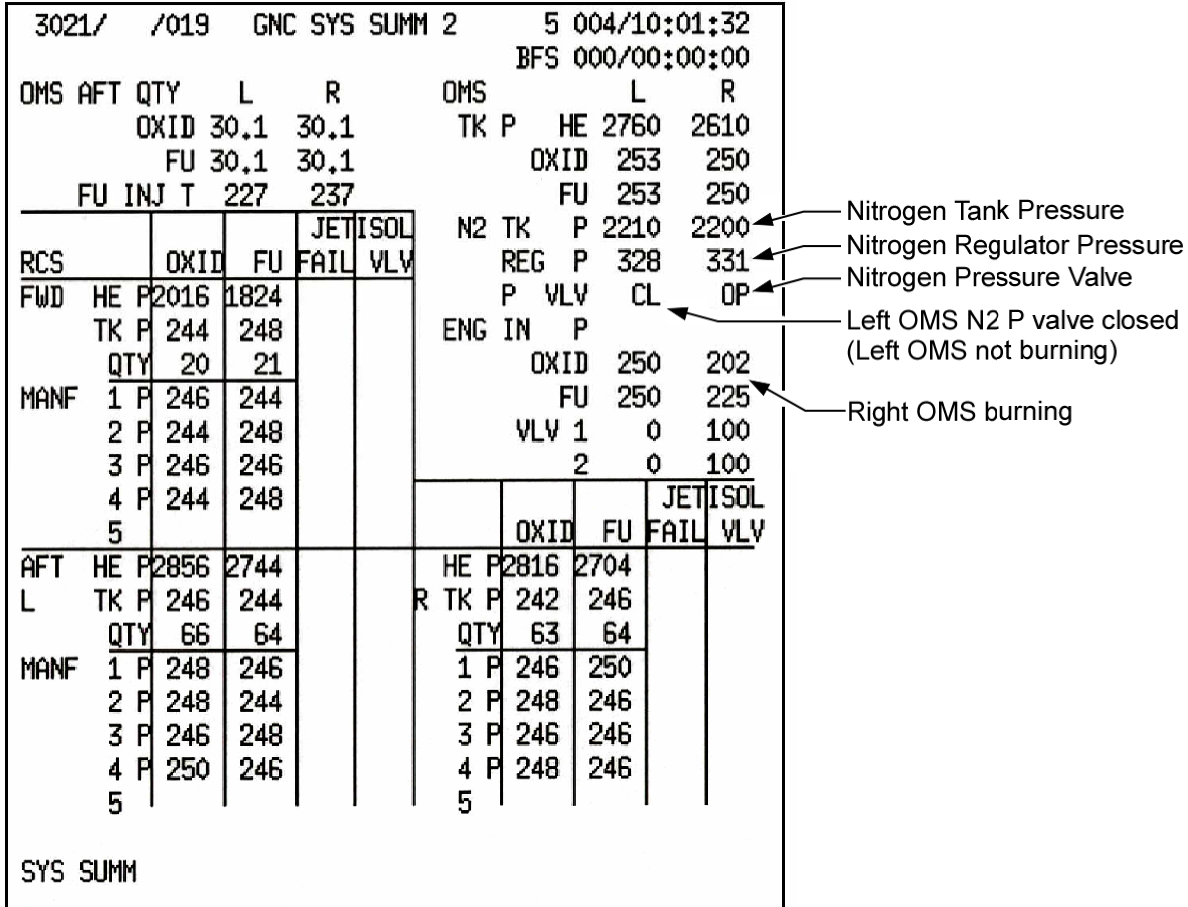 3021/ /019 GNC SYS SUMM 2 5 004/10:01:32
BFS 000/00:00:00
OMS AFT QTY L R
OXID 30.1 30.1
FU 30.1 30.1
FU INJ T 227 237
OMS L R
TK P HE 2760 2610
OXID 253 250
FU 253 250
N2 TK P 2210 2200
REG P 328 331
P VLV CL OP
ENG IN P
OXID 250 202
FU 250 225
VLV 1 0 100
2 0 100
JET ISOL
RCS OXID FU FAIL VLV
FWD HE P 2016 1824
TK P 244 248
QTY 20 21
MANF 1 P 246 244
2 P 244 248
3 P 246 246
4 P 244 248
5
AFT HE P 2856 2744
L TK P 246 244
QTY 66 64
MANF 1 P 248 246
2 P 248 244
3 P 246 248
4 P 250 246
5
JET ISOL
OXID FU FAIL VLV
HE P 2816 2704
R TK P 242 246
QTY 63 64
1 P 246 250
2 P 248 246
3 P 246 246
4 P 248 246
5
SYS SUMM
Nitrogen Tank Pressure
Nitrogen Regulator Pressure
Nitrogen Pressure Valve
Left OMS N2 P valve closed
(Left OMS not burning)
Right OMS burning